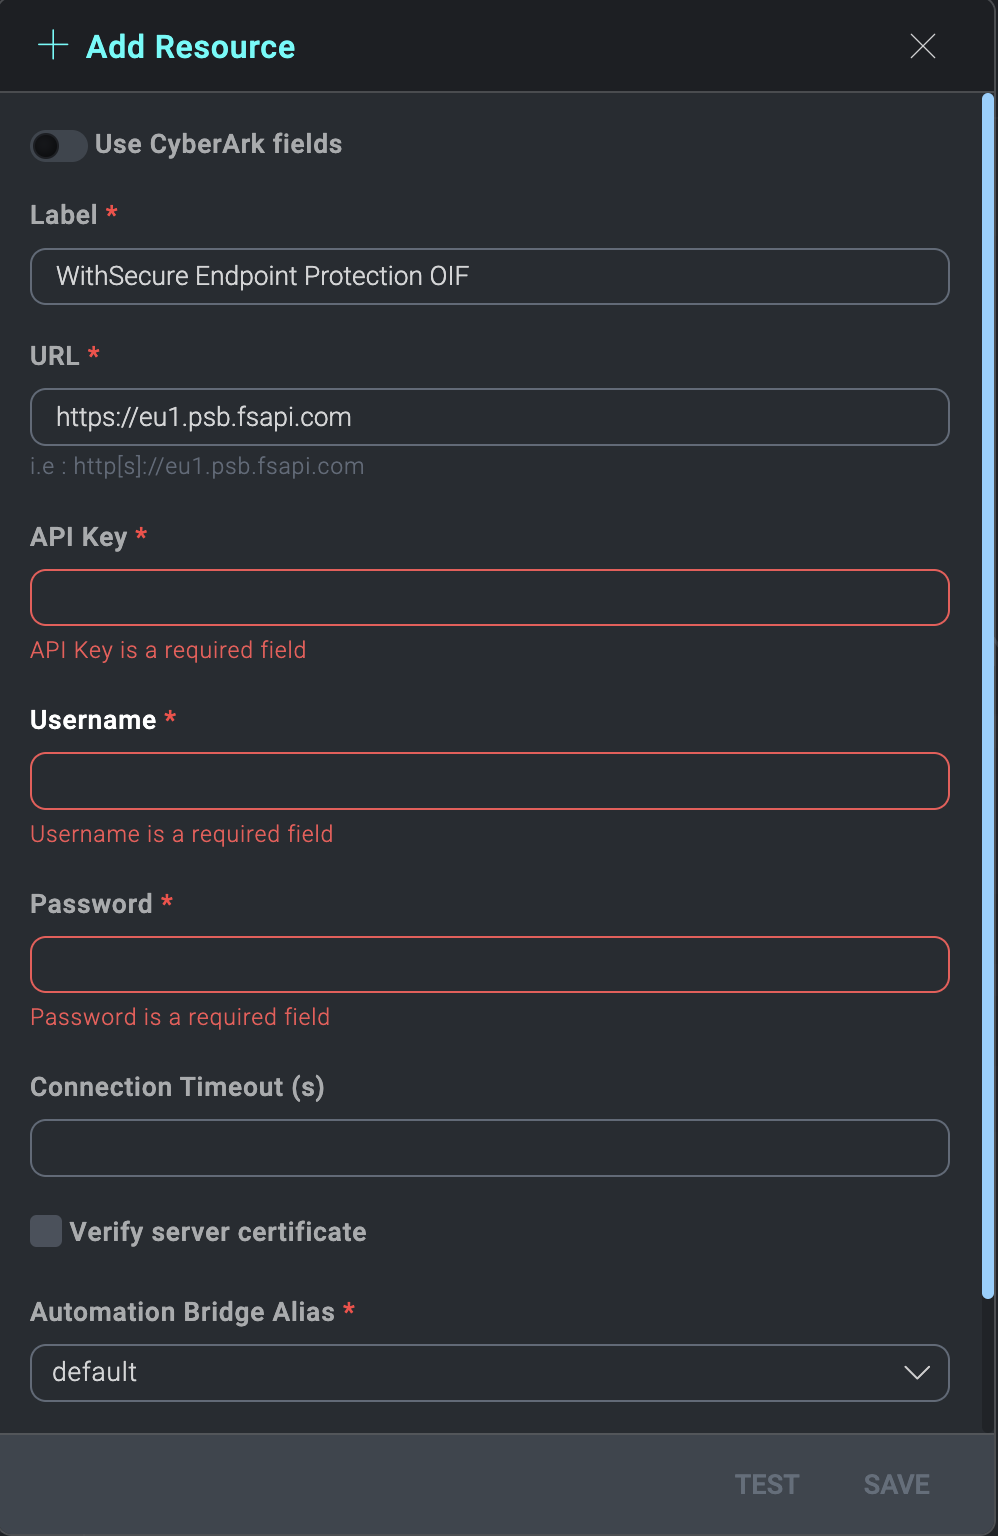 Add Resource
Use CyberArk fields
Label *
WithSecure Endpoint Protection OIF
URL *
https://eu1.psb.fsapi.com
i.e : http[s]://eu1.psb.fsapi.com
API Key *
API Key is a required field
Username *
Username is a required field
Password *
Password is a required field
Connection Timeout (s)
Verify server certificate
Automation Bridge Alias *
default
TEST SAVE